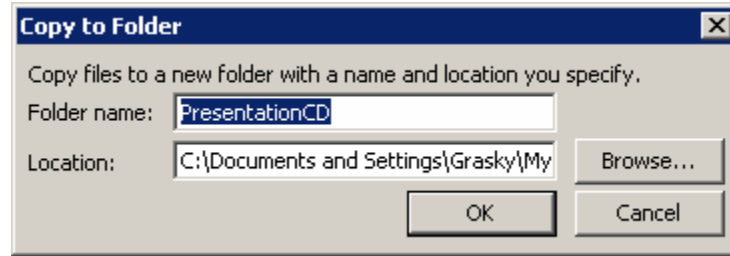 Copy to Folder
Copy files to a new folder with a name and location you specify.
Folder name: PresentationCD
Location: C:\Documents and Settings\Grasky\My Browse...
OK Cancel